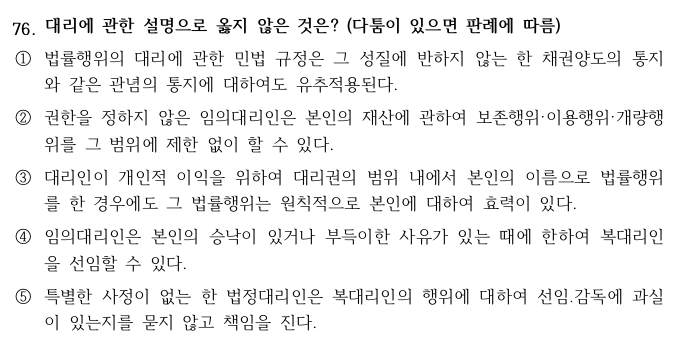 76. 대리에 관한 설명으로 옳지 않은 것은? (다툼이 있으면 판례에 따름)
① 법률행위의 대리에 관한 민법 규정은 그 성질에 반하지 않는 한 채권양도의 통지
와 같은 관념의 통지에 대하여도 유추적용된다.
② 권한을 정하지 않은 임의대리인은 본인의 재산에 관하여 보존행위·이용행위·개량행
위를 그 범위에 제한 없이 할 수 있다.
③ 대리인이 개인적 이익을 위하여 대리권의 범위 내에서 본인의 이름으로 법률행위
를 한 경우에도 그 법률행위는 원칙적으로 본인에 대하여 효력이 있다.
④ 임의대리인은 본인의 승낙이 있거나 부득이한 사유가 있는 때에 한하여 복대리인
을 선임할 수 있다.
⑤ 특별한 사정이 없는 한 법정대리인은 복대리인의 행위에 대하여 선임.감독에 과실
이 있는지를 묻지 않고 책임을 진다.